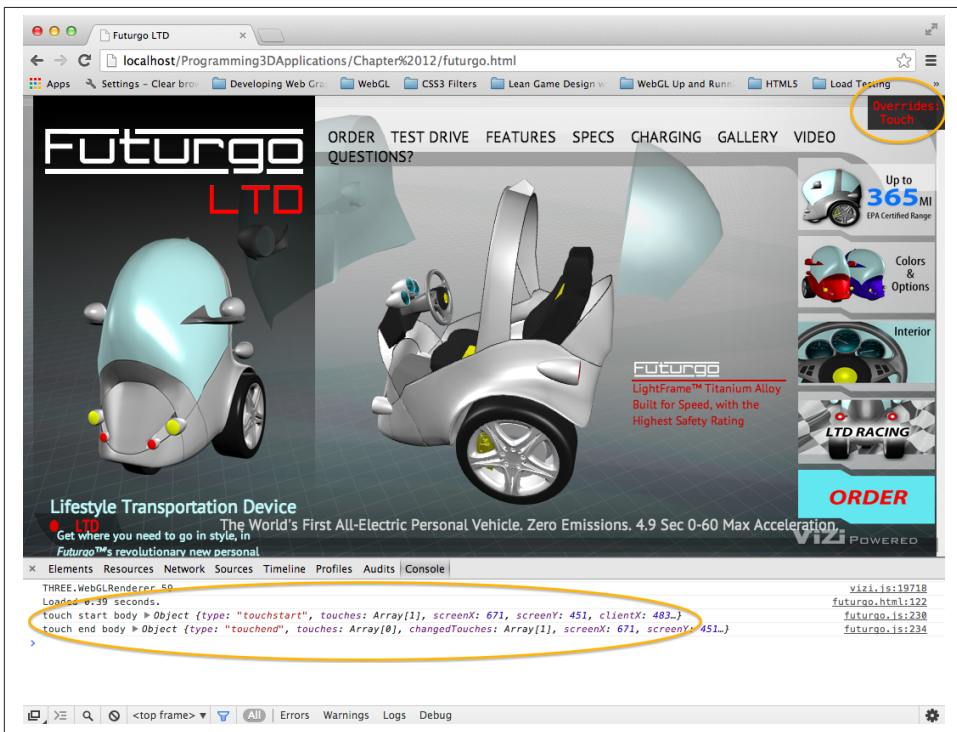 Futurgo LTD
localhost/Programming3DApplications/Chapter%2012/futurgo.html
Apps Settings – Clear brow Developing Web Gra WebGL CSS3 Filters Lean Game Design w WebGL Up and Runn HTML5 Load Testing »
Overrides:
Touch
Futurgo
LTD
ORDER TEST DRIVE FEATURES SPECS CHARGING GALLERY VIDEO
QUESTIONS?
Up to
365 MI
EPA Certified Range
Colors
&
Options
Interior
Futurgo
LightFrame™ Titanium Alloy
Built for Speed, with the
Highest Safety Rating
LTD RACING
ORDER
Lifestyle Transportation Device
LTD
The World's First All-Electric Personal Vehicle. Zero Emissions. 4.9 Sec 0-60 Max Acceleration.
Get where you need to go in style, in
Futurgo™'s revolutionary new personal
VIZI POWERED
× Elements Resources Network Sources Timeline Profiles Audits Console
THREE.WebGLRenderer 59 vizi.js:19718
Loaded 0.39 seconds. futurgo.html:122
touch start body ▶Object {type: "touchstart", touches: Array[1], screenX: 671, screenY: 451, clientX: 483…} futurgo.js:230
touch end body ▶Object {type: "touchend", touches: Array[0], changedTouches: Array[1], screenX: 671, screenY: 451…} futurgo.js:234
>
<top frame> ▼ All Errors Warnings Logs Debug